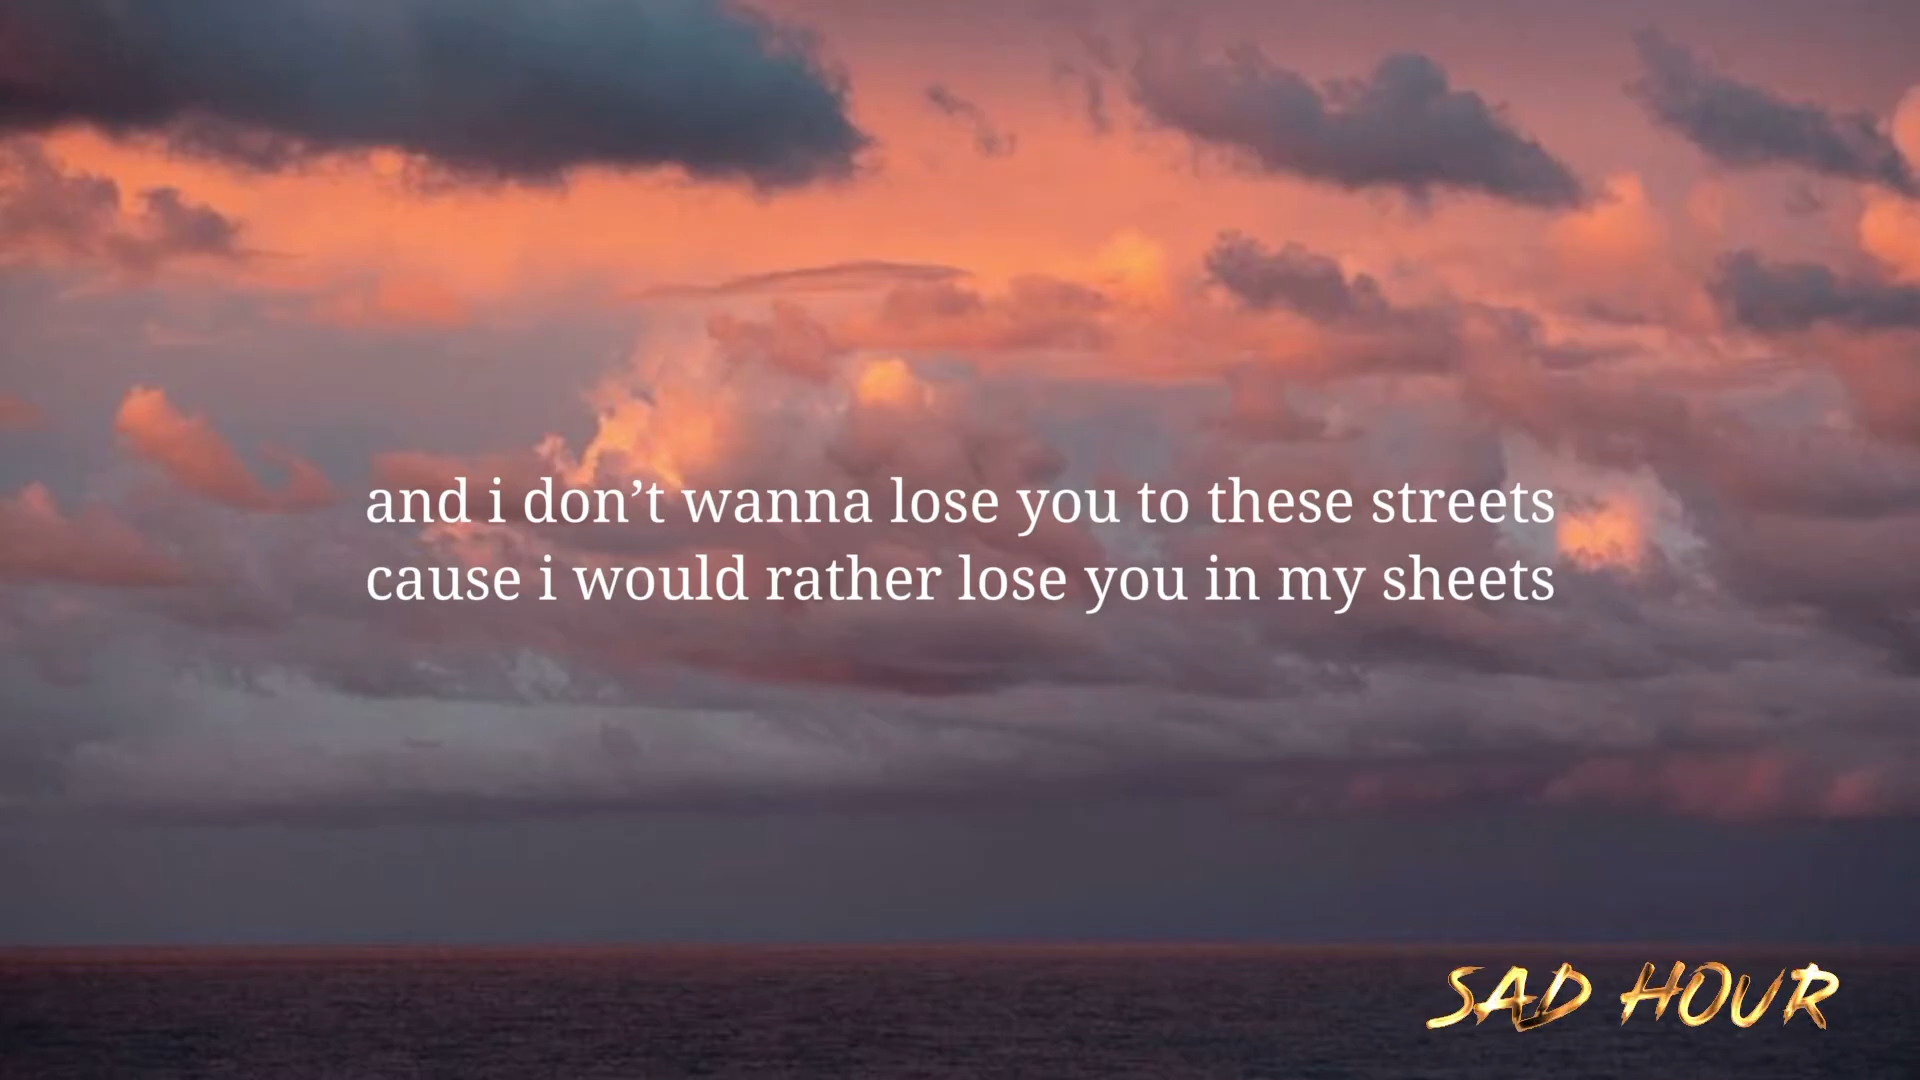 and i don’t wanna lose you to these streets
cause i would rather lose you in my sheets
SAD HOUR